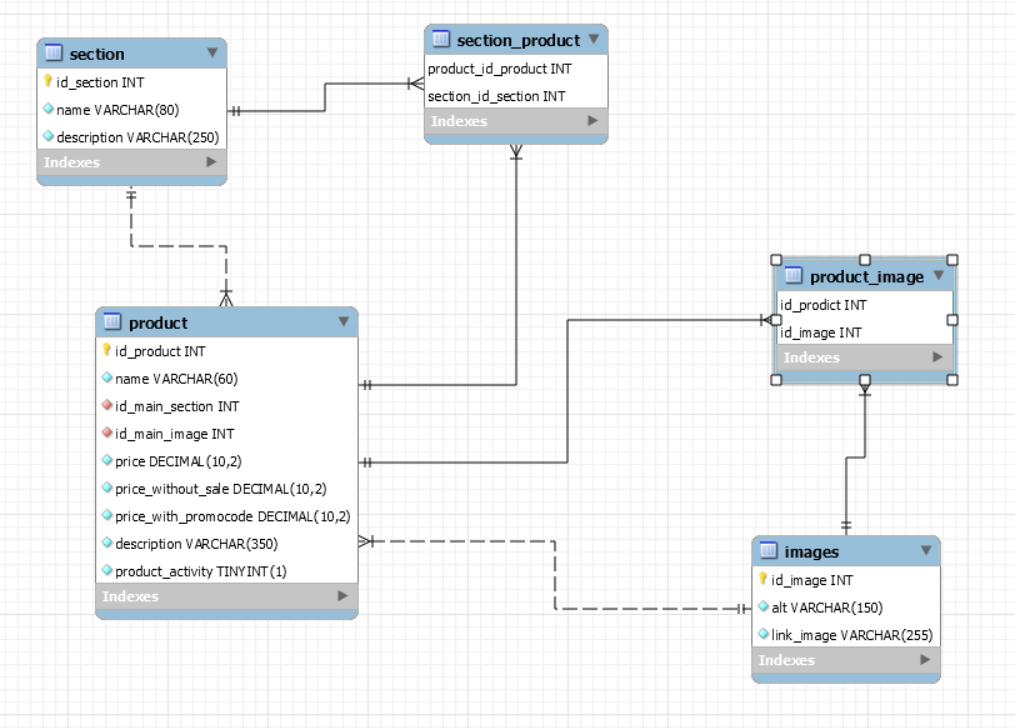 section
id_section INT
name VARCHAR(80)
description VARCHAR(250)
Indexes
section_product
product_id_product INT
section_id_section INT
Indexes
product
id_product INT
name VARCHAR(60)
id_main_section INT
id_main_image INT
price DECIMAL(10,2)
price_without_sale DECIMAL(10,2)
price_with_promocode DECIMAL(10,2)
description VARCHAR(350)
product_activity TINYINT(1)
Indexes
product_image
id_prodict INT
id_image INT
Indexes
images
id_image INT
alt VARCHAR(150)
link_image VARCHAR(255)
Indexes